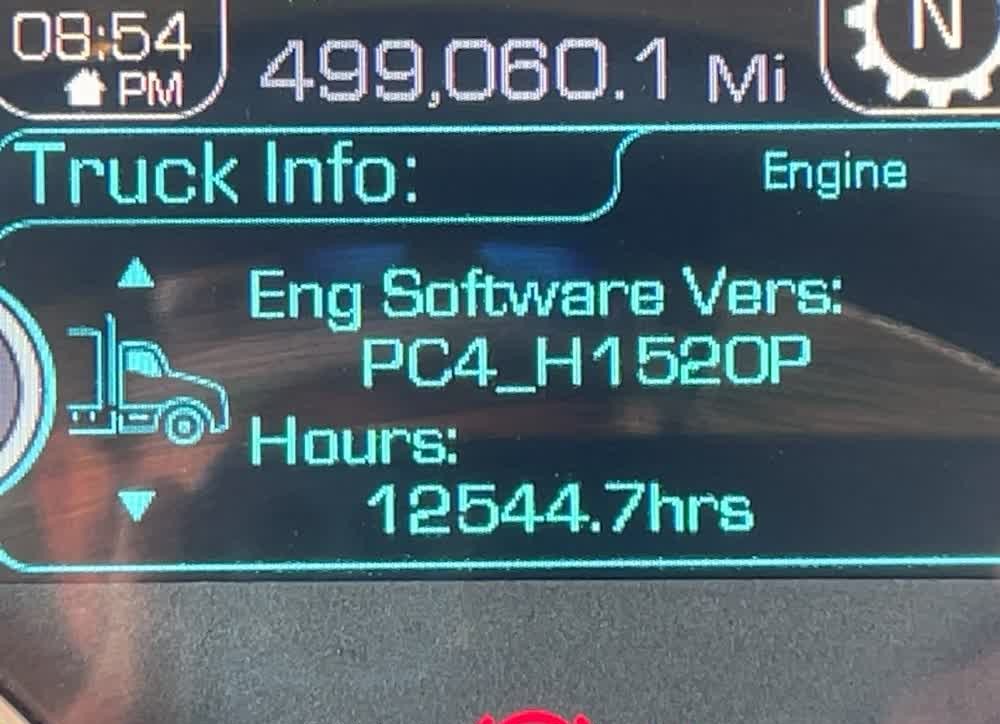 08:54
PM
499,060.1 Mi
N
Truck Info:
Engine
Eng Software Vers:
PC4_H1520P
Hours:
12544.7hrs